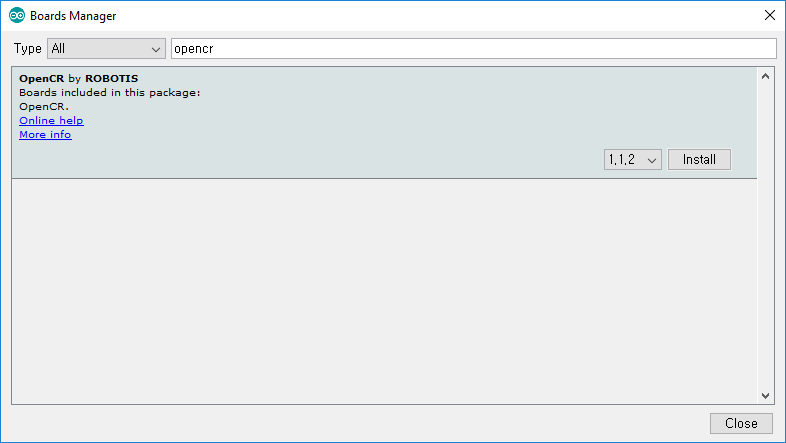 Boards Manager
Type All opencr
OpenCR by ROBOTIS
Boards included in this package:
OpenCR.
Online help
More info
1.1.2 Install
Close